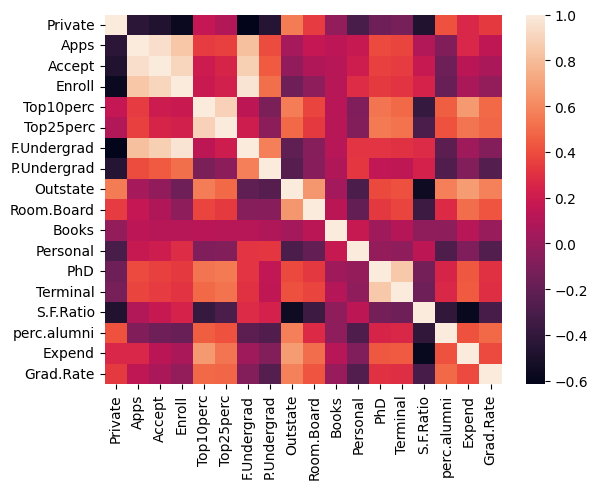 Private
Apps
Accept
Enroll
Top10perc
Top25perc
F.Undergrad
P.Undergrad
Outstate
Room.Board
Books
Personal
PhD
Terminal
S.F.Ratio
perc.alumni
Expend
Grad.Rate
Private
Apps
Accept
Enroll
Top10perc
Top25perc
F.Undergrad
P.Undergrad
Outstate
Room.Board
Books
Personal
PhD
Terminal
S.F.Ratio
perc.alumni
Expend
Grad.Rate
1.0
0.8
0.6
0.4
0.2
0.0
−0.2
−0.4
−0.6